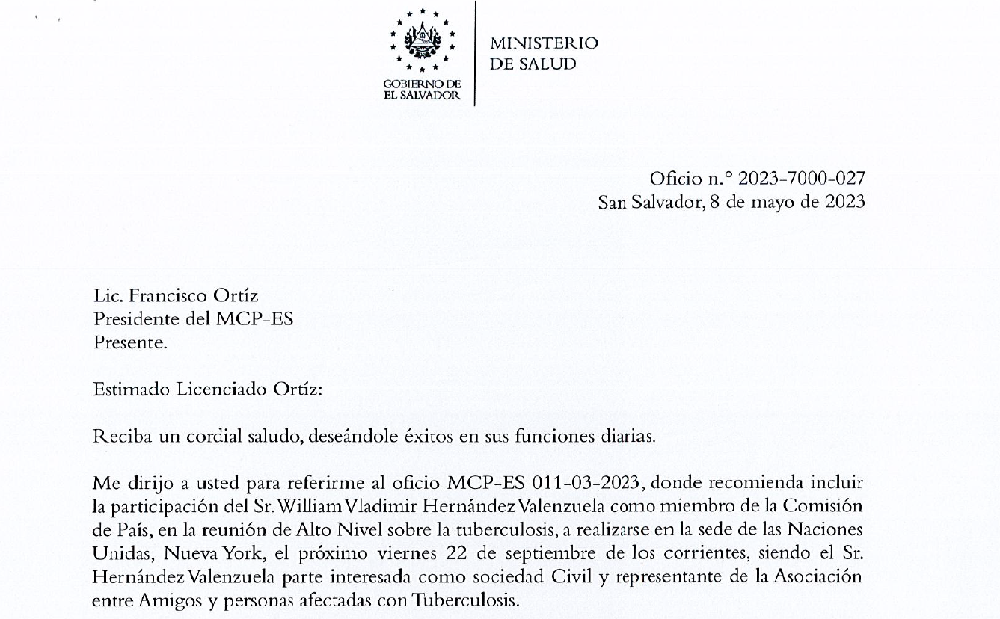 GOBIERNO DE
EL SALVADOR
MINISTERIO
DE SALUD
Oficio n.º 2023-7000-027
San Salvador, 8 de mayo de 2023
Lic. Francisco Ortíz
Presidente del MCP-ES
Presente.
Estimado Licenciado Ortíz:
Reciba un cordial saludo, deseándole éxitos en sus funciones diarias.
Me dirijo a usted para referirme al oficio MCP-ES 011-03-2023, donde recomienda incluir
la participación del Sr. William Vladimir Hernández Valenzuela como miembro de la Comisión
de País, en la reunión de Alto Nivel sobre la tuberculosis, a realizarse en la sede de las Naciones
Unidas, Nueva York, el próximo viernes 22 de septiembre de los corrientes, siendo el Sr.
Hernández Valenzuela parte interesada como sociedad Civil y representante de la Asociación
entre Amigos y personas afectadas con Tuberculosis.